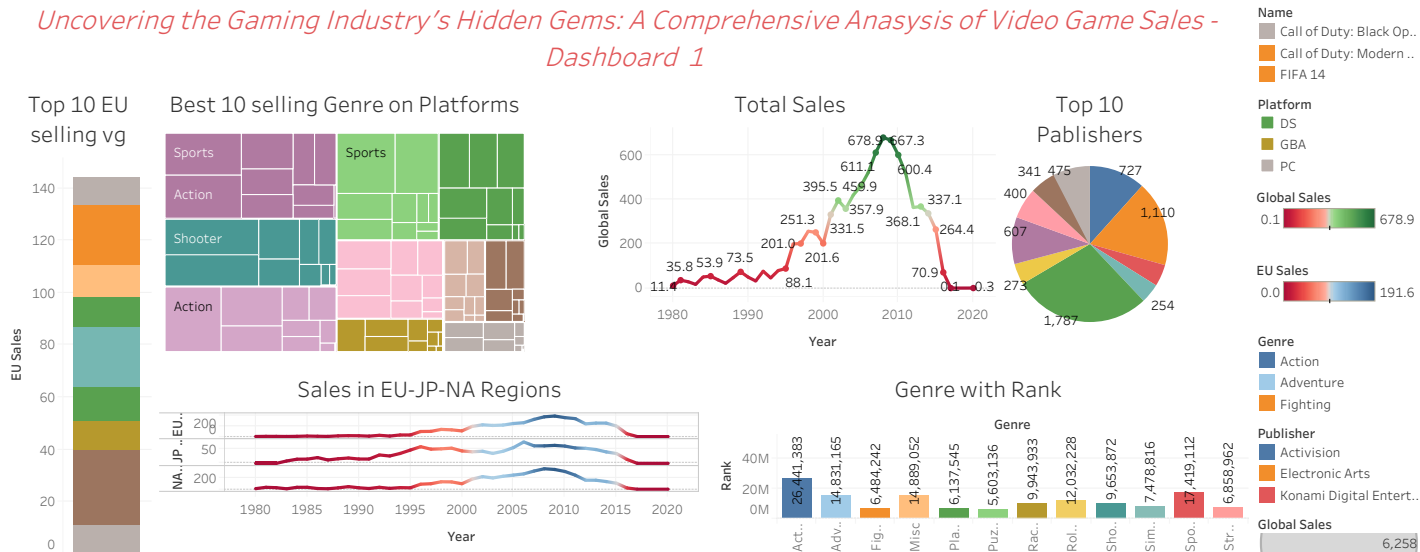 Uncovering the Gaming Industry's Hidden Gems: A Comprehensive Anasysis of Video Game Sales -
Dashboard 1
Top 10 EU
selling vg
EU Sales
140
120
100
80
60
40
20
0
Best 10 selling Genre on Platforms
Sports
Action
Shooter
Action
Sports
Total Sales
Global Sales
600
400
200
0
11.4
35.8
53.9
73.5
88.1
201.0
251.3
201.6
331.5
395.5
357.9
459.9
611.1
678.9
667.3
600.4
368.1
337.1
264.4
70.9
0.1
0.3
1980
1990
2000
2010
2020
Year
Top 10
Pablishers
727
1,110
254
1,787
273
607
400
341
475
Sales in EU-JP-NA Regions
EU..
JP ..
NA..
200
0
50
200
1980
1985
1990
1995
2000
2005
2010
2015
2020
Year
Genre with Rank
Genre
Rank
40M
20M
0M
26,441,383
14,831,165
6,484,242
14,889,052
6,137,545
5,603,136
9,943,933
12,032,228
9,653,872
7,478,816
17,419,112
6,858,962
Act..
Adv..
Fig..
Misc
Pla..
Puz..
Rac..
Rol..
Sho..
Sim..
Spo..
Str..
Name
Call of Duty: Black Op..
Call of Duty: Modern ..
FIFA 14
Platform
DS
GBA
PC
Global Sales
0.1
678.9
EU Sales
0.0
191.6
Genre
Action
Adventure
Fighting
Publisher
Activision
Electronic Arts
Konami Digital Entert..
Global Sales
6,258